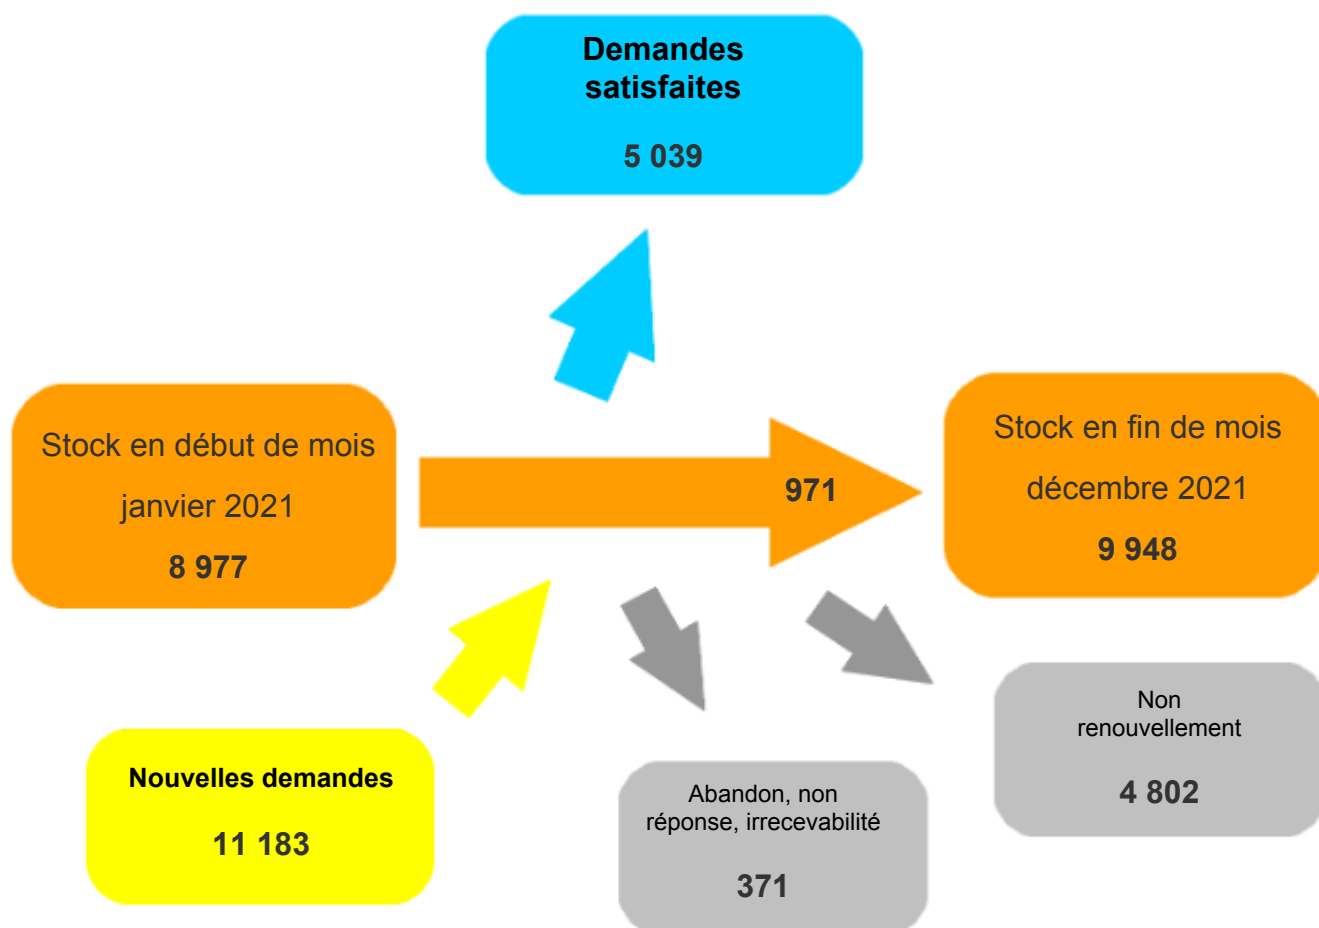 Demandes
satisfaites
5 039
Stock en début de mois
janvier 2021
8 977
971
Stock en fin de mois
décembre 2021
9 948
Nouvelles demandes
11 183
Abandon, non
réponse, irrecevabilité
371
Non
renouvellement
4 802